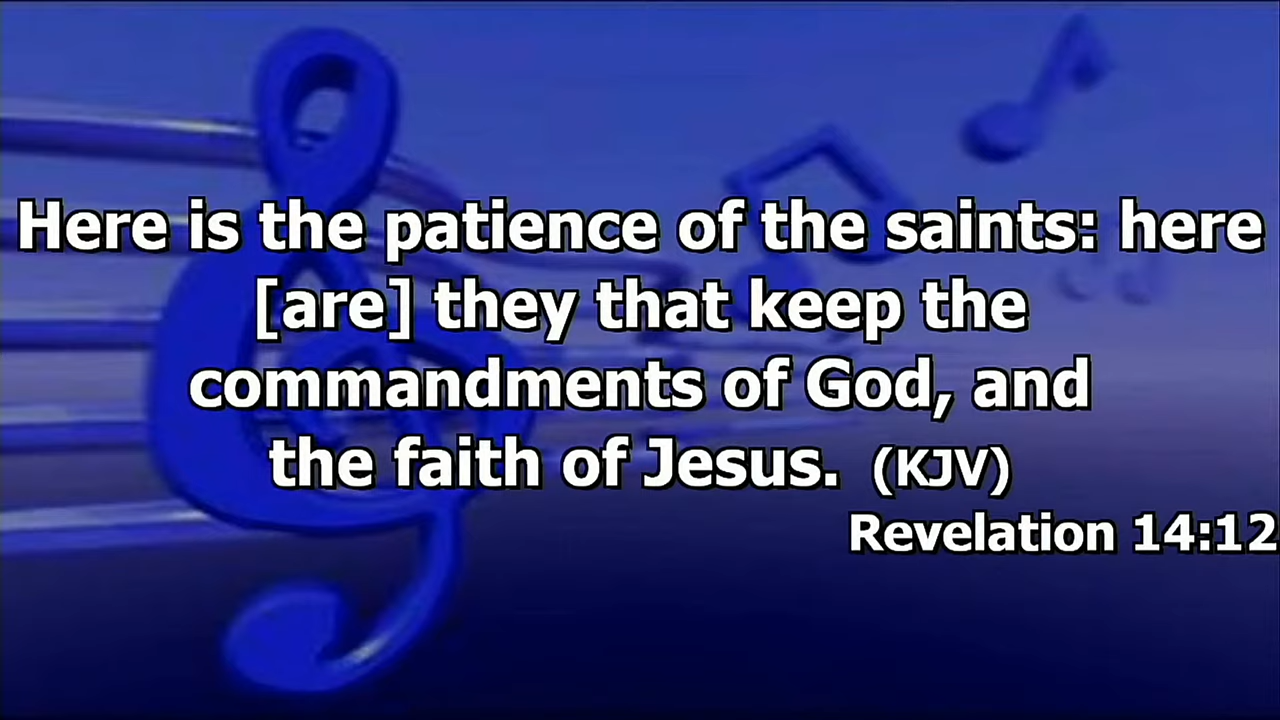 Here is the patience of the saints: here
[are] they that keep the
commandments of God, and
the faith of Jesus. (KJV)
Revelation 14:12